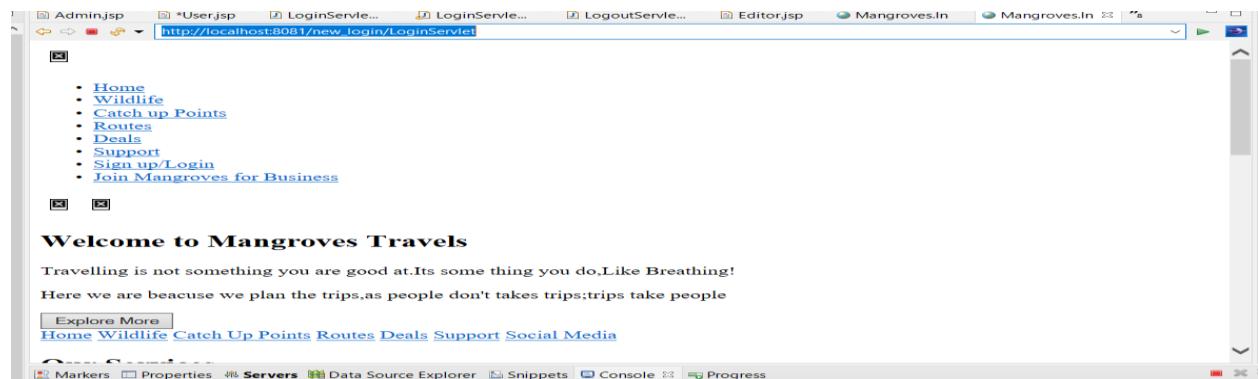 Admin.jsp *User.jsp LoginServle... LoginServle... LogoutServle... Editor.jsp Mangroves.In Mangroves.In "8
http://localhost:8081/new_login/LoginServlet
Home
Wildlife
Catch up Points
Routes
Deals
Support
Sign up/Login
Join Mangroves for Business
Welcome to Mangroves Travels
Travelling is not something you are good at.Its some thing you do,Like Breathing!
Here we are beacuse we plan the trips,as people don't takes trips;trips take people
Explore More
Home Wildlife Catch Up Points Routes Deals Support Social Media
Our Services
Markers Properties Servers Data Source Explorer Snippets Console Progress